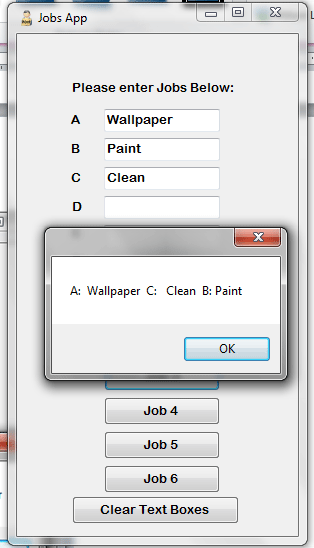 Jobs App
Please enter Jobs Below:
A Wallpaper
B Paint
C Clean
D
A: Wallpaper C: Clean B: Paint
OK
Job 4
Job 5
Job 6
Clear Text Boxes